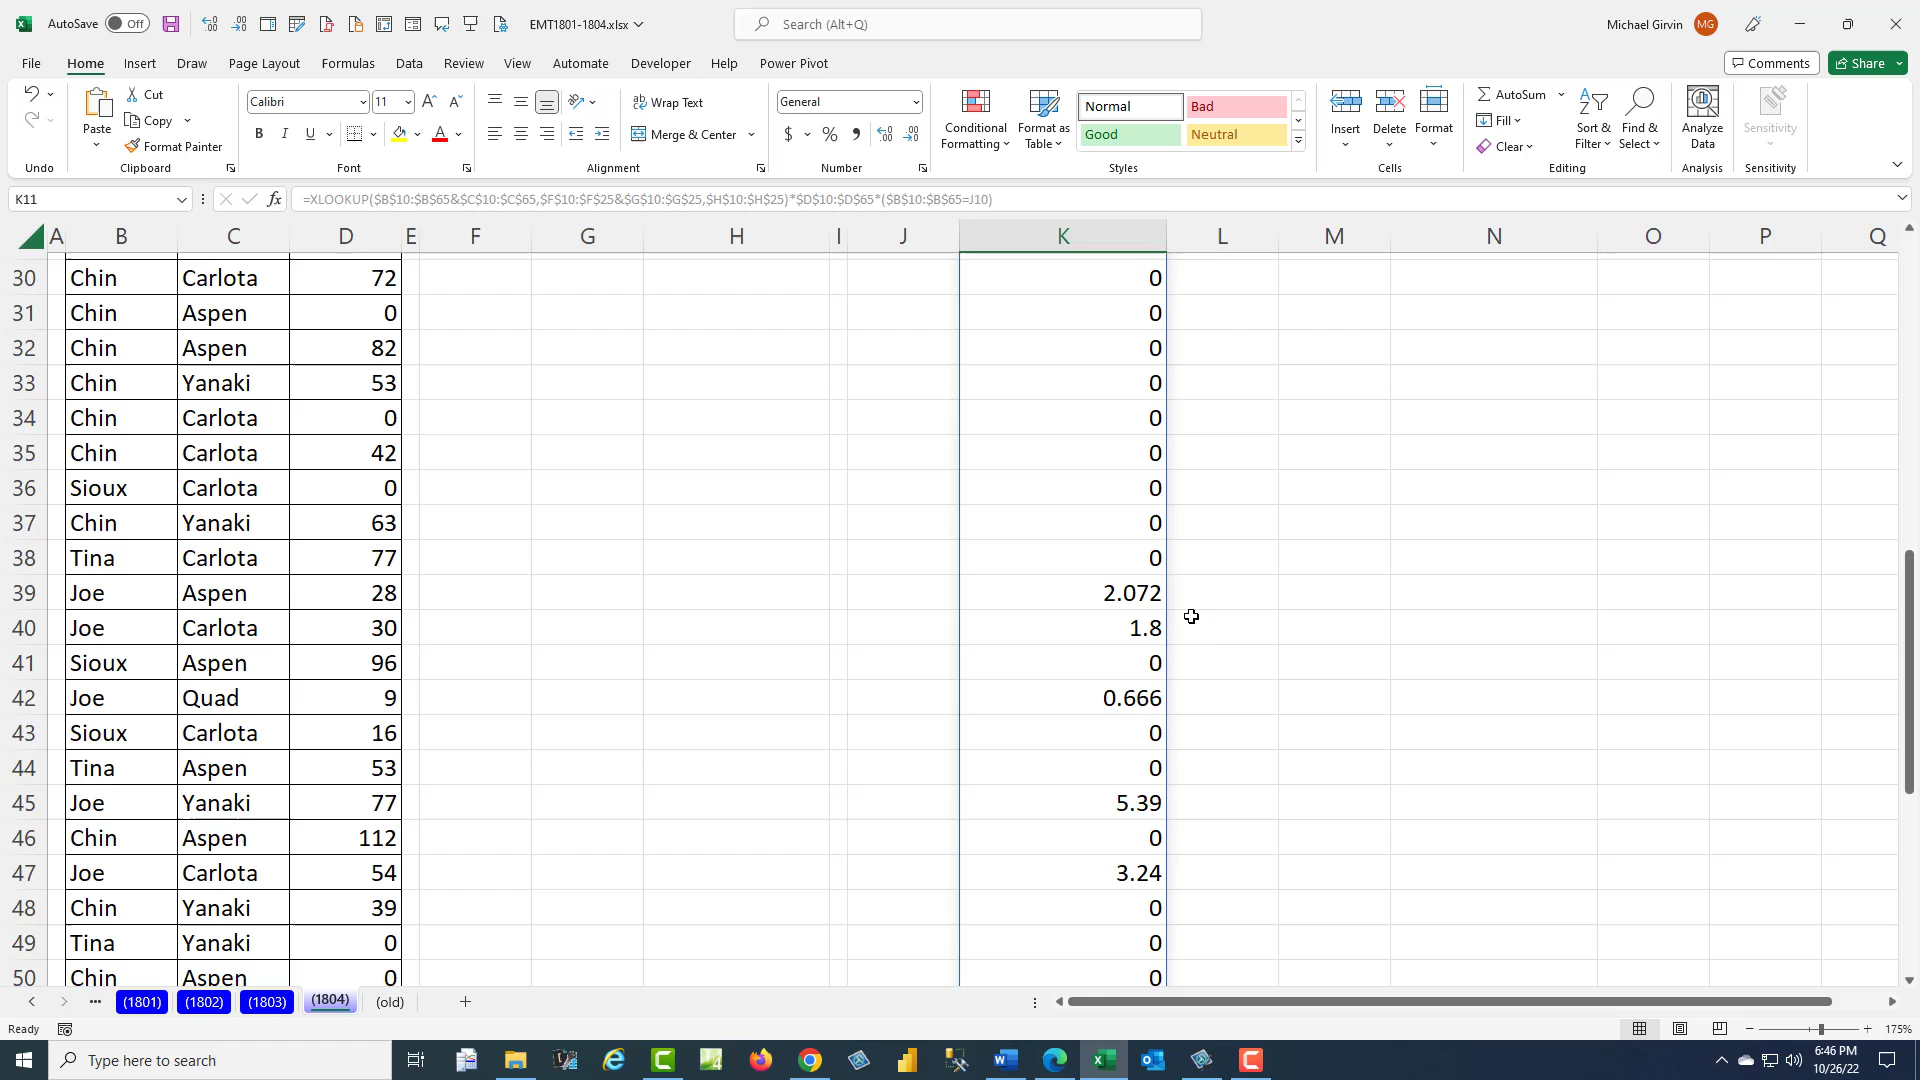 AutoSave Off EMT1801-1804.xlsx Search (Alt+Q) Michael Girvin MG
File Home Insert Draw Page Layout Formulas Data Review View Automate Developer Help Power Pivot Comments Share
Undo
Paste Cut Copy Format Painter Clipboard
Calibri 11 B I U A Font
Wrap Text Merge & Center Alignment
General $ % Number
Conditional Formatting Format as Table Normal Bad Good Neutral Styles
Insert Delete Format Cells
AutoSum Fill Clear Sort & Filter Find & Select Editing
Analyze Data Analysis
Sensitivity Sensitivity
K11 fx =XLOOKUP($B$10:$B$65&$C$10:$C$65,$F$10:$F$25&$G$10:$G$25,$H$10:$H$25)*$D$10:$D$65*($B$10:$B$65=J10)
A B C D E F G H I J K L M N O P Q
30 Chin Carlota 72 0
31 Chin Aspen 0 0
32 Chin Aspen 82 0
33 Chin Yanaki 53 0
34 Chin Carlota 0 0
35 Chin Carlota 42 0
36 Sioux Carlota 0 0
37 Chin Yanaki 63 0
38 Tina Carlota 77 0
39 Joe Aspen 28 2.072
40 Joe Carlota 30 1.8
41 Sioux Aspen 96 0
42 Joe Quad 9 0.666
43 Sioux Carlota 16 0
44 Tina Aspen 53 0
45 Joe Yanaki 77 5.39
46 Chin Aspen 112 0
47 Joe Carlota 54 3.24
48 Chin Yanaki 39 0
49 Tina Yanaki 0 0
50 Chin Aspen 0 0
(1801) (1802) (1803) (1804) (old)
Ready 175%
Type here to search 6:46 PM
10/26/22